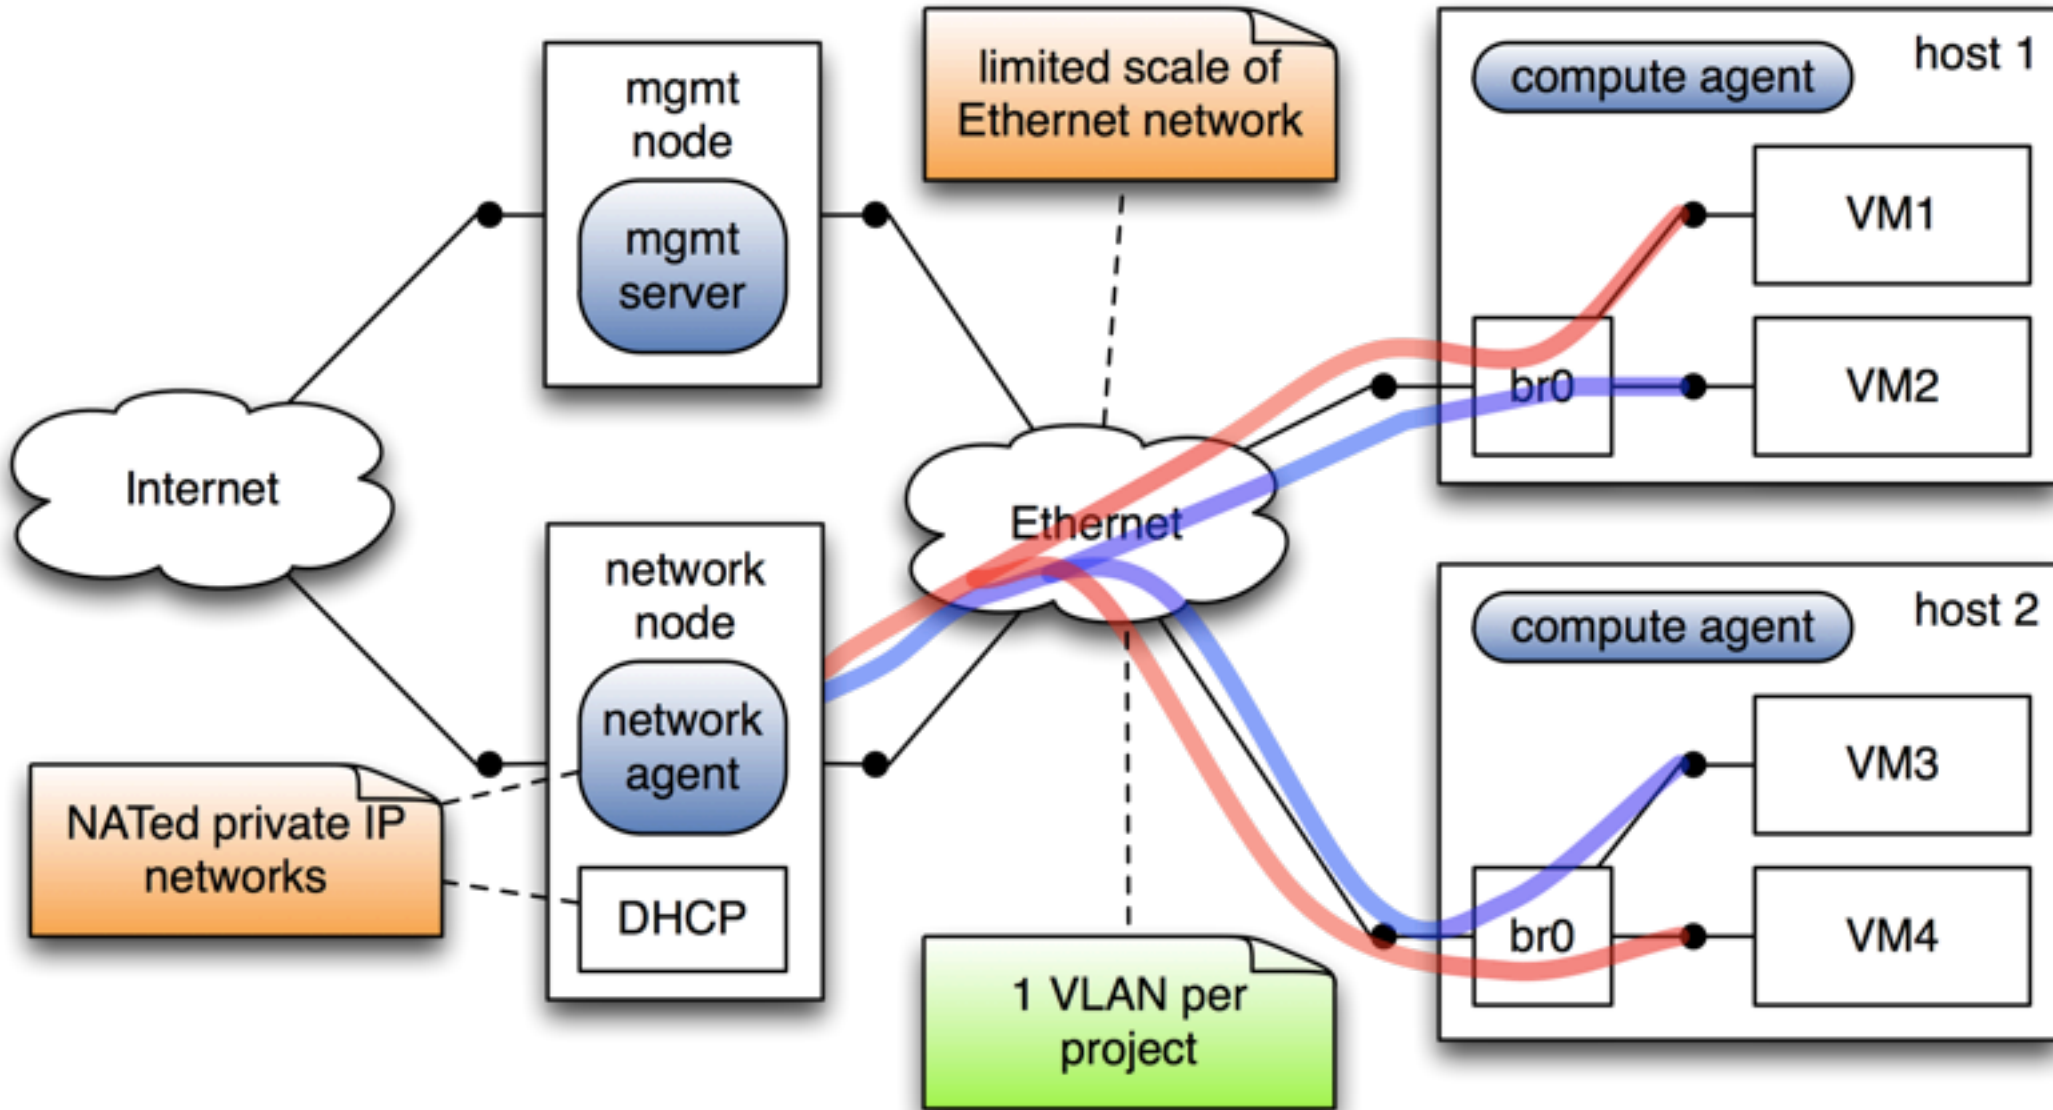 mgmt
node
mgmt
server
limited scale of
Ethernet network
host 1
compute agent
VM1
VM2
br0
Internet
Ethernet
network
node
network
agent
DHCP
NATed private IP
networks
1 VLAN per
project
host 2
compute agent
VM3
br0
VM4